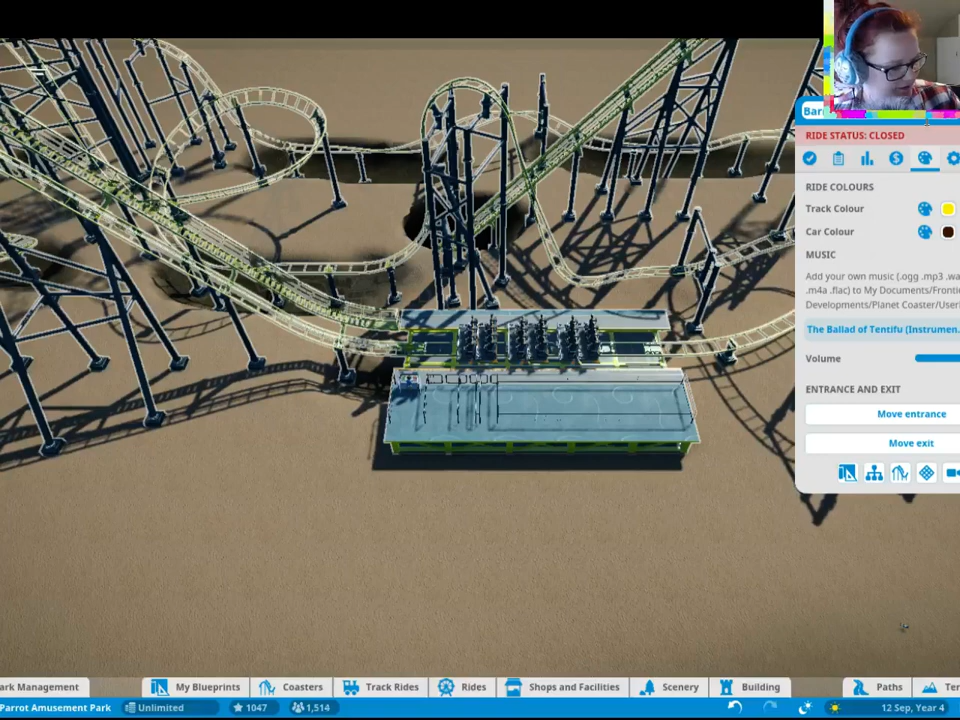 Bar
RIDE STATUS: CLOSED
RIDE COLOURS
Track Colour
Car Colour
MUSIC
Add your own music (.ogg .mp3 .wa
.m4a .flac) to My Documents/Fronti
Developments/Planet Coaster/User
The Ballad of Tentifu (Instrumen.
Volume
ENTRANCE AND EXIT
Move entrance
Move exit
ark Management
My Blueprints
Coasters
Track Rides
Rides
Shops and Facilities
Scenery
Building
Paths
Ter
Parrot Amusement Park
Unlimited
1047
1,514
12 Sep, Year 4